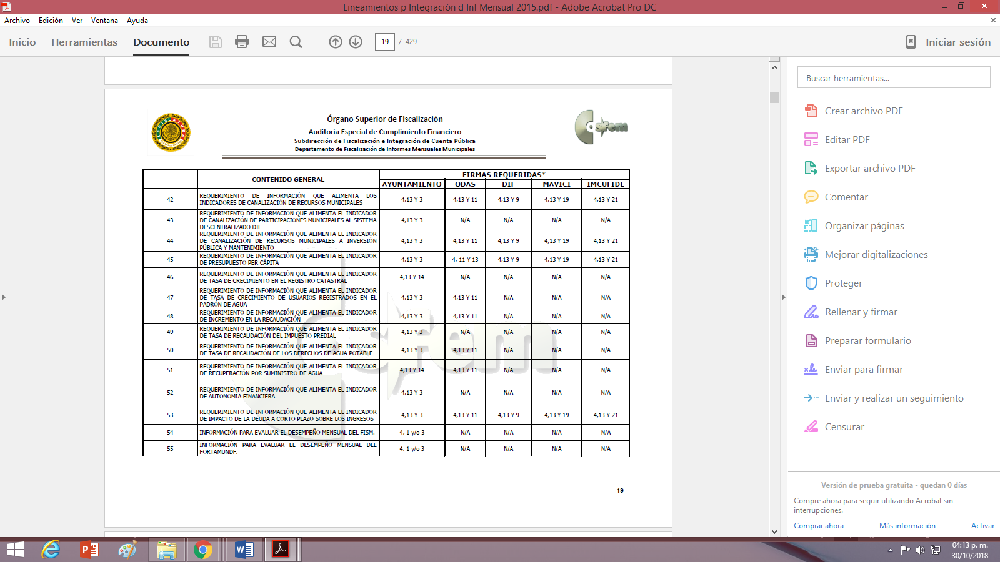 Lineamientos p Integración d Inf Mensual 2015.pdf - Adobe Acrobat Pro DC
Archivo Edición Ver Ventana Ayuda
Inicio Herramientas Documento 19 / 429 Iniciar sesión
Órgano Superior de Fiscalización
Auditoría Especial de Cumplimiento Financiero
Subdirección de Fiscalización e Integración de Cuenta Pública
Departamento de Fiscalización de Informes Mensuales Municipales
osfem
CONTENIDO GENERAL FIRMAS REQUERIDAS*
AYUNTAMIENTO ODAS DIF MAVICI IMCUFIDE
42 REQUERIMIENTO DE INFORMACIÓN QUE ALIMENTA LOS
INDICADORES DE CANALIZACIÓN DE RECURSOS MUNICIPALES 4,13 Y 3 4,13 Y 11 4,13 Y 9 4,13 Y 19 4,13 Y 21
43 REQUERIMIENTO DE INFORMACIÓN QUE ALIMENTA EL INDICADOR
DE CANALIZACIÓN DE PARTICIPACIONES MUNICIPALES AL SISTEMA
DESCENTRALIZADO DIF 4,13 Y 3 N/A N/A N/A N/A
44 REQUERIMIENTO DE INFORMACIÓN QUE ALIMENTA EL INDICADOR
DE CANALIZACIÓN DE RECURSOS MUNICIPALES A INVERSIÓN
PÚBLICA Y MANTENIMIENTO 4,13 Y 3 4,13 Y 11 4,13 Y 9 4,13 Y 19 4,13 Y 21
45 REQUERIMIENTO DE INFORMACIÓN QUE ALIMENTA EL INDICADOR
DE PRESUPUESTO PER CÁPITA 4,13 Y 3 4, 11 Y 13 4,13 Y 9 4,13 Y 19 4,13 Y 21
46 REQUERIMIENTO DE INFORMACIÓN QUE ALIMENTA EL INDICADOR
DE TASA DE CRECIMIENTO EN EL REGISTRO CATASTRAL 4,13 Y 14 N/A N/A N/A N/A
47 REQUERIMIENTO DE INFORMACIÓN QUE ALIMENTA EL INDICADOR
DE TASA DE CRECIMIENTO DE USUARIOS REGISTRADOS EN EL
PADRÓN DE AGUA 4,13 Y 3 4,13 Y 11 N/A N/A N/A
48 REQUERIMIENTO DE INFORMACIÓN QUE ALIMENTA EL INDICADOR
DE INCREMENTO EN LA RECAUDACIÓN 4,13 Y 3 4,13 Y 11 N/A N/A N/A
49 REQUERIMIENTO DE INFORMACIÓN QUE ALIMENTA EL INDICADOR
DE TASA DE RECAUDACIÓN DEL IMPUESTO PREDIAL 4,13 Y 3 N/A N/A N/A N/A
50 REQUERIMIENTO DE INFORMACIÓN QUE ALIMENTA EL INDICADOR
DE TASA DE RECAUDACIÓN DE LOS DERECHOS DE AGUA POTABLE 4,13 Y 3 4,13 Y 11 N/A N/A N/A
51 REQUERIMIENTO DE INFORMACIÓN QUE ALIMENTA EL INDICADOR
DE RECUPERACIÓN POR SUMINISTRO DE AGUA 4,13 Y 14 4,13 Y 11 N/A N/A N/A
52 REQUERIMIENTO DE INFORMACIÓN QUE ALIMENTA EL INDICADOR
DE AUTONOMÍA FINANCIERA 4,13 Y 3 N/A N/A N/A N/A
53 REQUERIMIENTO DE INFORMACIÓN QUE ALIMENTA EL INDICADOR
DE IMPACTO DE LA DEUDA A CORTO PLAZO SOBRE LOS INGRESOS 4,13 Y 3 4,13 Y 11 4,13 Y 9 4,13 Y 19 4,13 Y 21
54 INFORMACIÓN PARA EVALUAR EL DESEMPEÑO MENSUAL DEL FISM. 4, 1 y/o 3 N/A N/A N/A N/A
55 INFORMACIÓN PARA EVALUAR EL DESEMPEÑO MENSUAL DEL
FORTAMUNDF. 4, 1 y/o 3 N/A N/A N/A N/A
19
Buscar herramientas...
Crear archivo PDF
Editar PDF
Exportar archivo PDF
Comentar
Organizar páginas
Mejorar digitalizaciones
Proteger
Rellenar y firmar
Preparar formulario
Enviar para firmar
Enviar y realizar un seguimiento
Censurar
Versión de prueba gratuita - quedan 0 días
Compre ahora para seguir utilizando Acrobat sin
interrupciones.
Comprar ahora Más información Activar
04:13 p. m.
30/10/2018